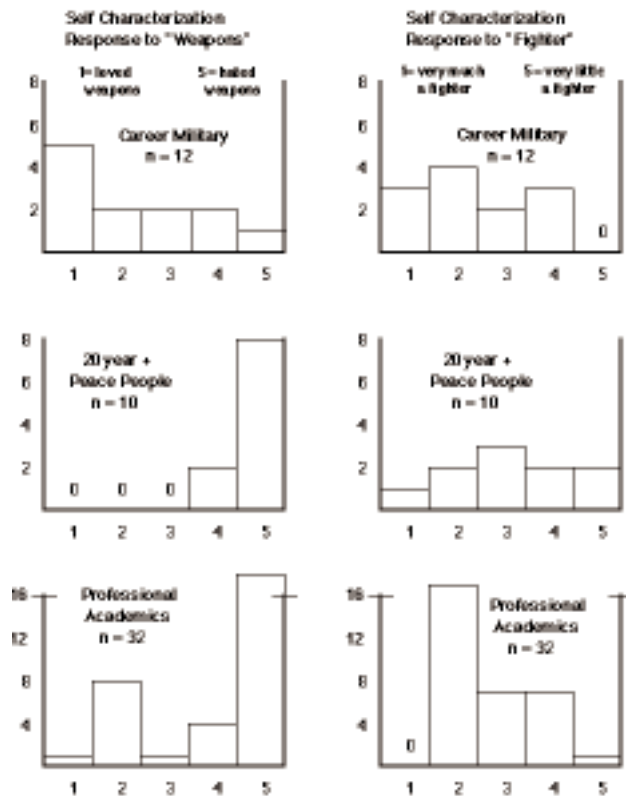 Self Characterization
Response to "Weapons"
1=loved
weapons
5=hated
weapons
8
6
4
2
Career Military
n = 12
1 2 3 4 5
Self Characterization
Response to "Fighter"
1=very much
a fighter
5=very little
a fighter
8
6
4
2
Career Military
n = 12
0
1 2 3 4 5
8
6
4
2
20 year +
Peace People
n = 10
0 0 0
1 2 3 4 5
8
6
4
2
20 year +
Peace People
n = 10
1 2 3 4 5
16
12
8
4
Professional
Academics
n = 32
1 2 3 4 5
16
12
8
4
Professional
Academics
n = 32
0
1 2 3 4 5